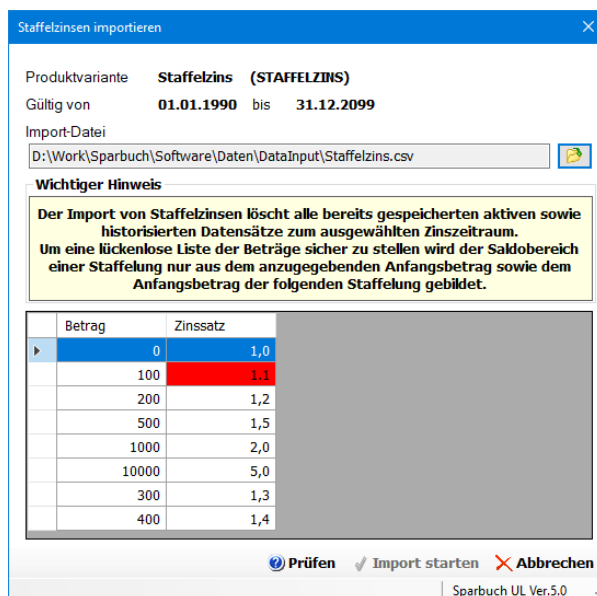 Staffelzinsen importieren
Produktvariante Staffelzins (STAFFELZINS)
Gültig von 01.01.1990 bis 31.12.2099
Import-Datei
D:\Work\Sparbuch\Software\Daten\DataInput\Staffelzins.csv
Wichtiger Hinweis
Der Import von Staffelzinsen löscht alle bereits gespeicherten aktiven sowie
historisierten Datensätze zum ausgewählten Zinszeitraum.
Um eine lückenlose Liste der Beträge sicher zu stellen wird der Saldobereich
einer Staffelung nur aus dem anzugegebenden Anfangsbetrag sowie dem
Anfangsbetrag der folgenden Staffelung gebildet.
Betrag Zinssatz
0 1,0
100 1.1
200 1,2
500 1,5
1000 2,0
10000 5,0
300 1,3
400 1,4
Prüfen Import starten Abbrechen
Sparbuch UL Ver.5.0